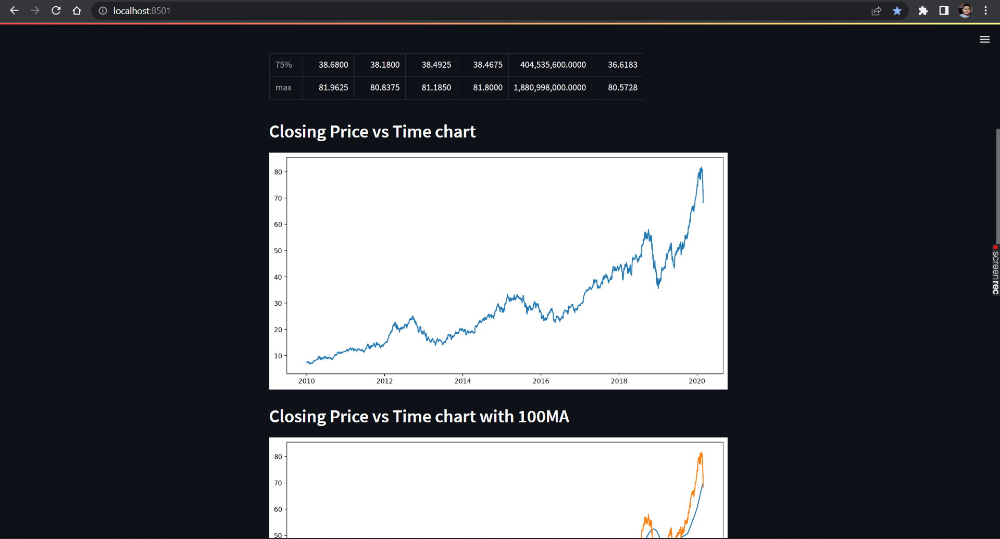 localhost:8501
75% 38.6800 38.1800 38.4925 38.4675 404,535,600.0000 36.6183
max 81.9625 80.8375 81.1850 81.8000 1,880,998,000.0000 80.5728
Closing Price vs Time chart
80
70
60
50
40
30
20
10
2010 2012 2014 2016 2018 2020
Closing Price vs Time chart with 100MA
80
70
60
50
screenrec